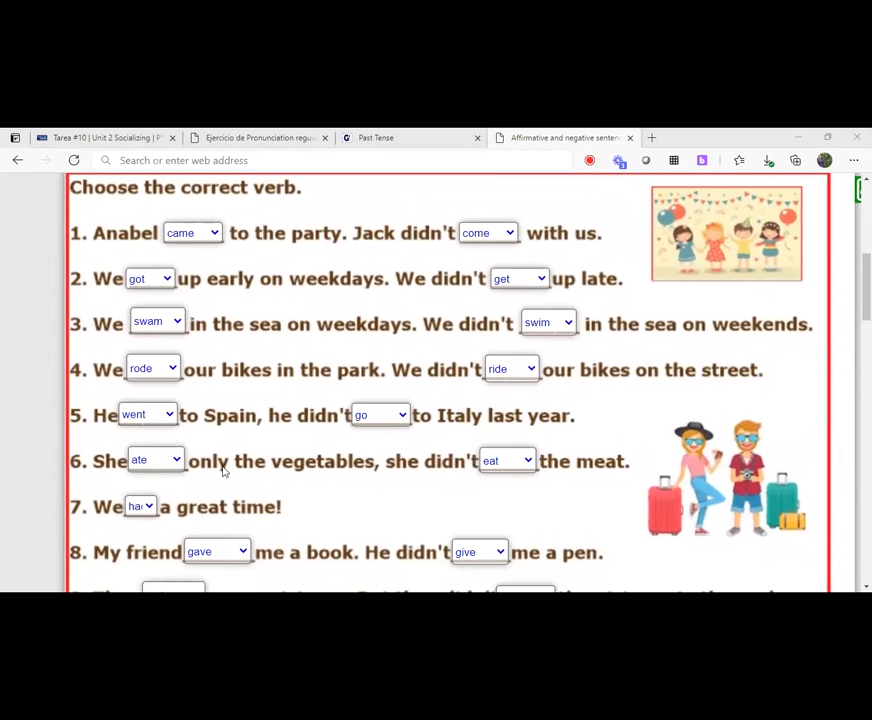 Tarea #10 | Unit 2 Socializing | P
Ejercicio de Pronunciation regu
Past Tense
Affirmative and negative senten
Search or enter web address
Choose the correct verb.
1. Anabel came to the party. Jack didn't come with us.
2. We got up early on weekdays. We didn't get up late.
3. We swam in the sea on weekdays. We didn't swim in the sea on weekends.
4. We rode our bikes in the park. We didn't ride our bikes on the street.
5. He went to Spain, he didn't go to Italy last year.
6. She ate only the vegetables, she didn't eat the meat.
7. We ha a great time!
8. My friend gave me a book. He didn't give me a pen.